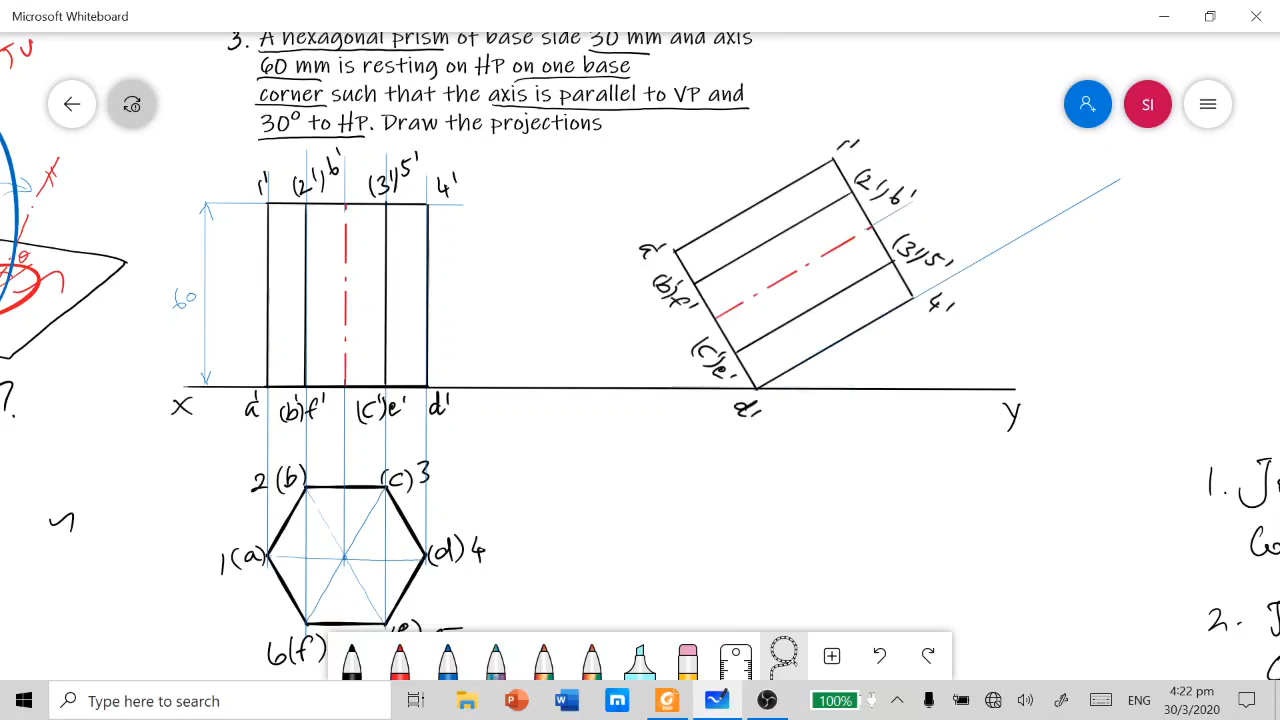 Microsoft Whiteboard
3. A hexagonal prism of base side 30 mm and axis
60 mm is resting on HP on one base
corner such that the axis is parallel to VP and
30° to HP. Draw the projections
SI
1' (2')b' (3')5' 4'
60
X a' (b')f' (c')e' d'
1'
(2')b'
(3')5'
4'
a'
(b')f'
(c')e'
d'
y
2 (b) (c) 3
1(a) (d) 4
6(f)
?
1. J
2. J
Type here to search
100%
ENG
4:22 pm
30/3/2020